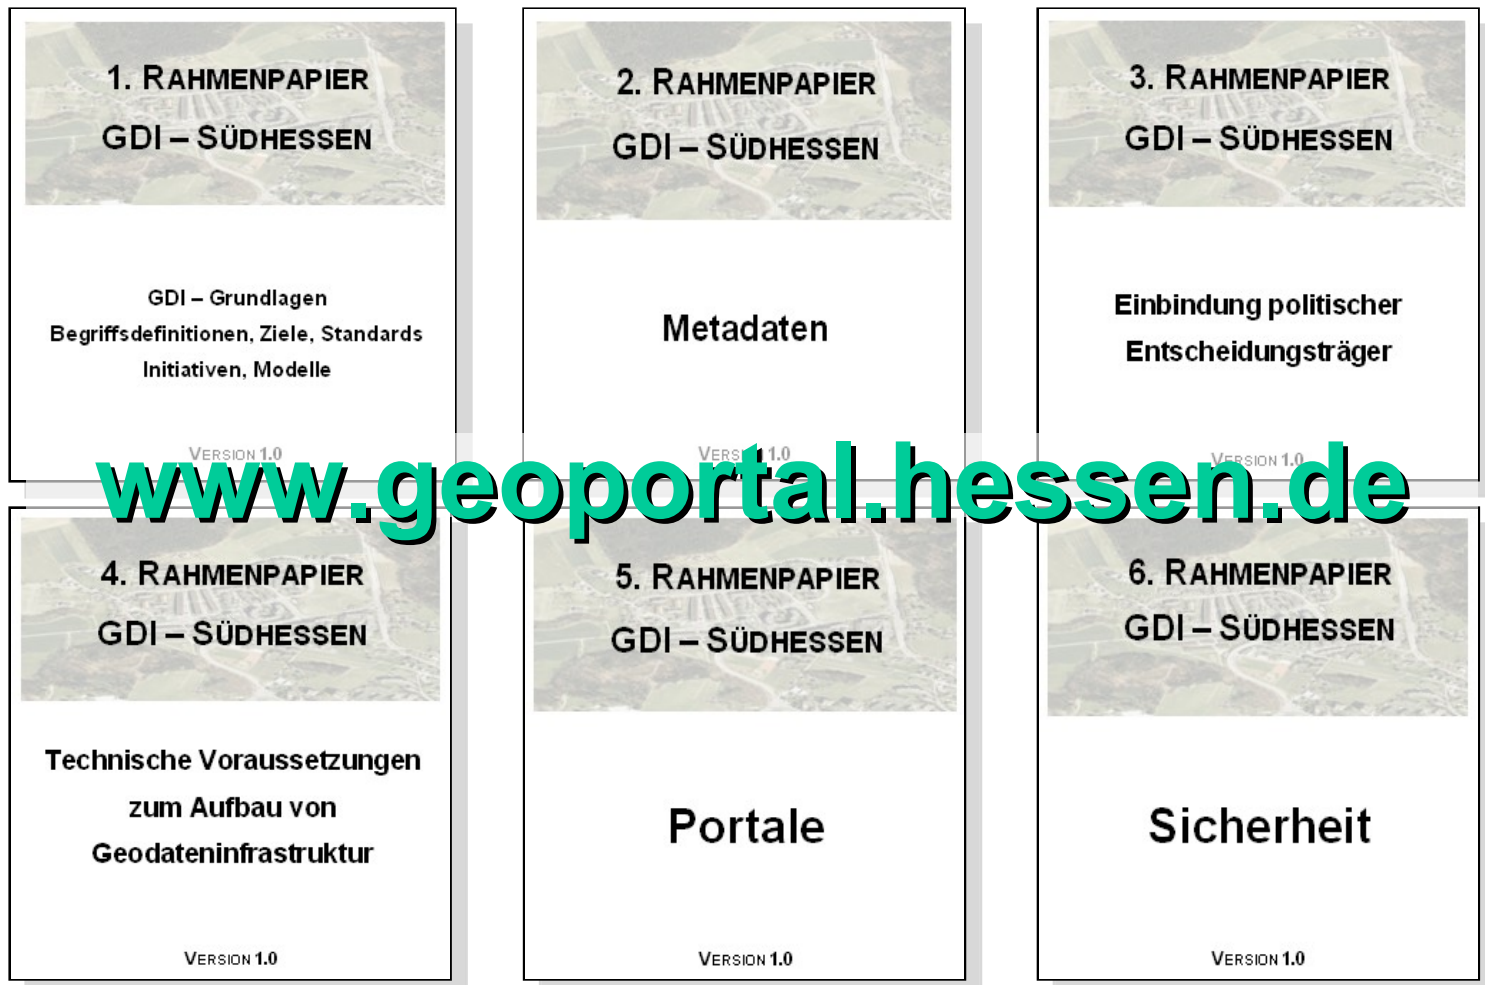 1. RAHMENPAPIER
GDI – SÜDHESSEN
GDI – Grundlagen
Begriffsdefinitionen, Ziele, Standards
Initiativen, Modelle
VERSION 1.0
2. RAHMENPAPIER
GDI – SÜDHESSEN
Metadaten
VERSION 1.0
3. RAHMENPAPIER
GDI – SÜDHESSEN
Einbindung politischer
Entscheidungsträger
VERSION 1.0
www.geoportal.hessen.de
4. RAHMENPAPIER
GDI – SÜDHESSEN
Technische Voraussetzungen
zum Aufbau von
Geodateninfrastruktur
VERSION 1.0
5. RAHMENPAPIER
GDI – SÜDHESSEN
Portale
VERSION 1.0
6. RAHMENPAPIER
GDI – SÜDHESSEN
Sicherheit
VERSION 1.0